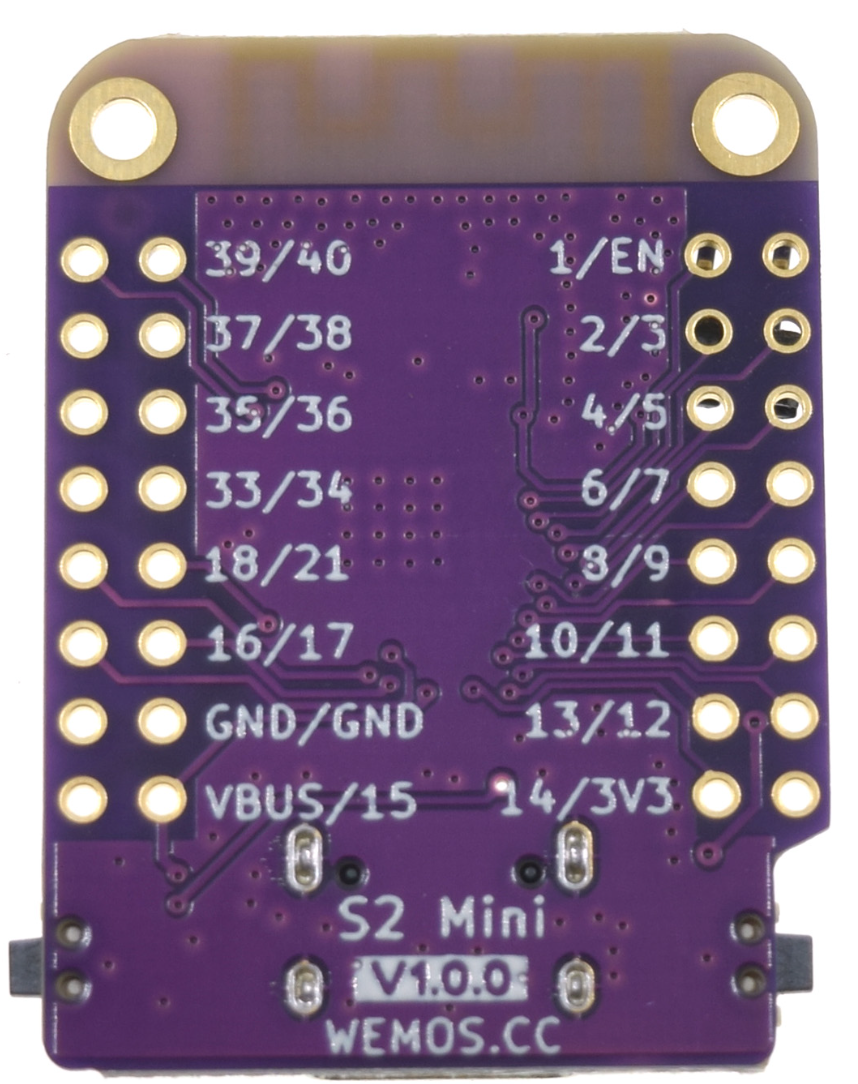 39/40 1/EN
37/38 2/3
35/36 4/5
33/34 6/7
18/21 8/9
16/17 10/11
GND/GND 13/12
VBUS/15 14/3V3
S2 Mini
V1.0.0
WEMOS.CC